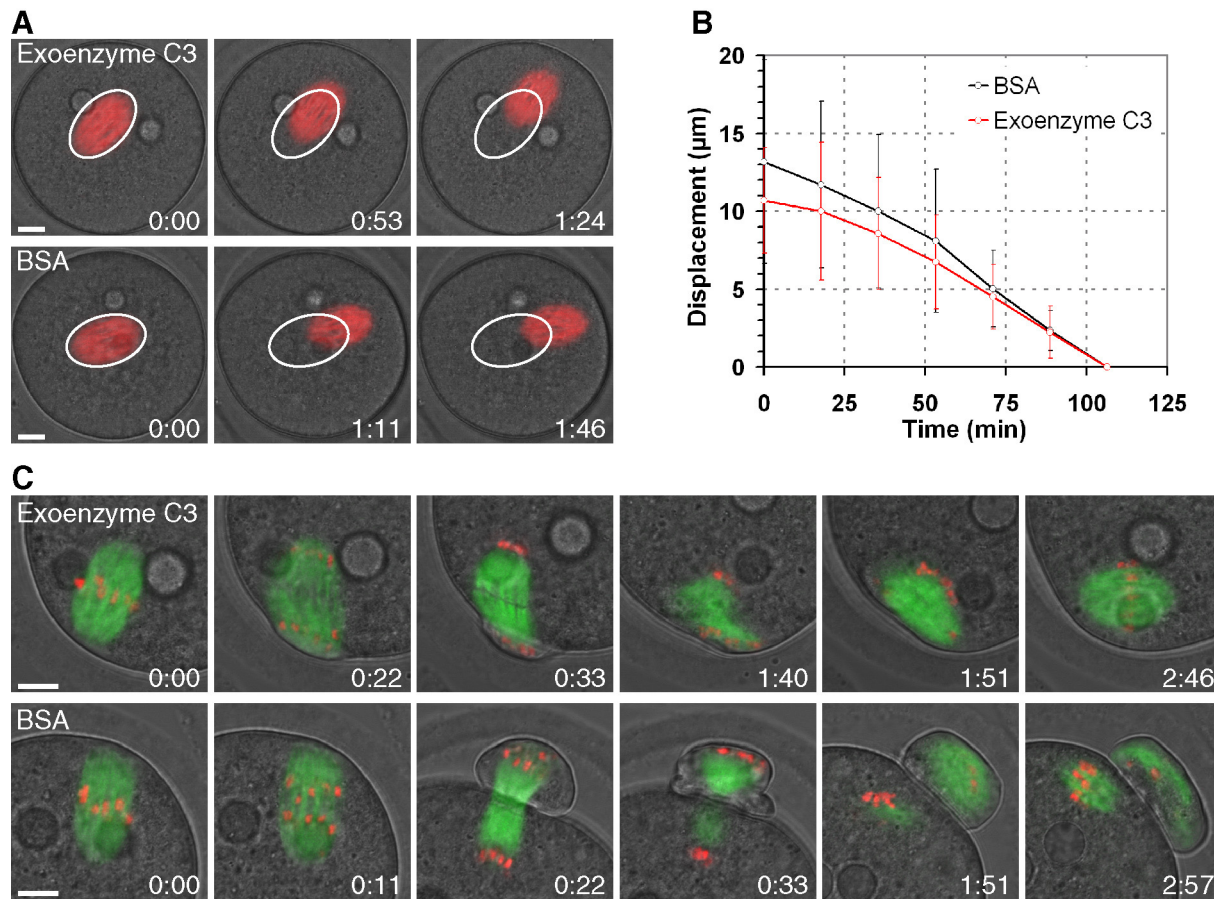 A
Exoenzyme C3
0:00
0:53
1:24
BSA
0:00
1:11
1:46
B
20
15
10
5
0
Displacement (µm)
BSA
Exoenzyme C3
0 25 50 75 100 125
Time (min)
C
Exoenzyme C3
0:00
0:22
0:33
1:40
1:51
2:46
BSA
0:00
0:11
0:22
0:33
1:51
2:57